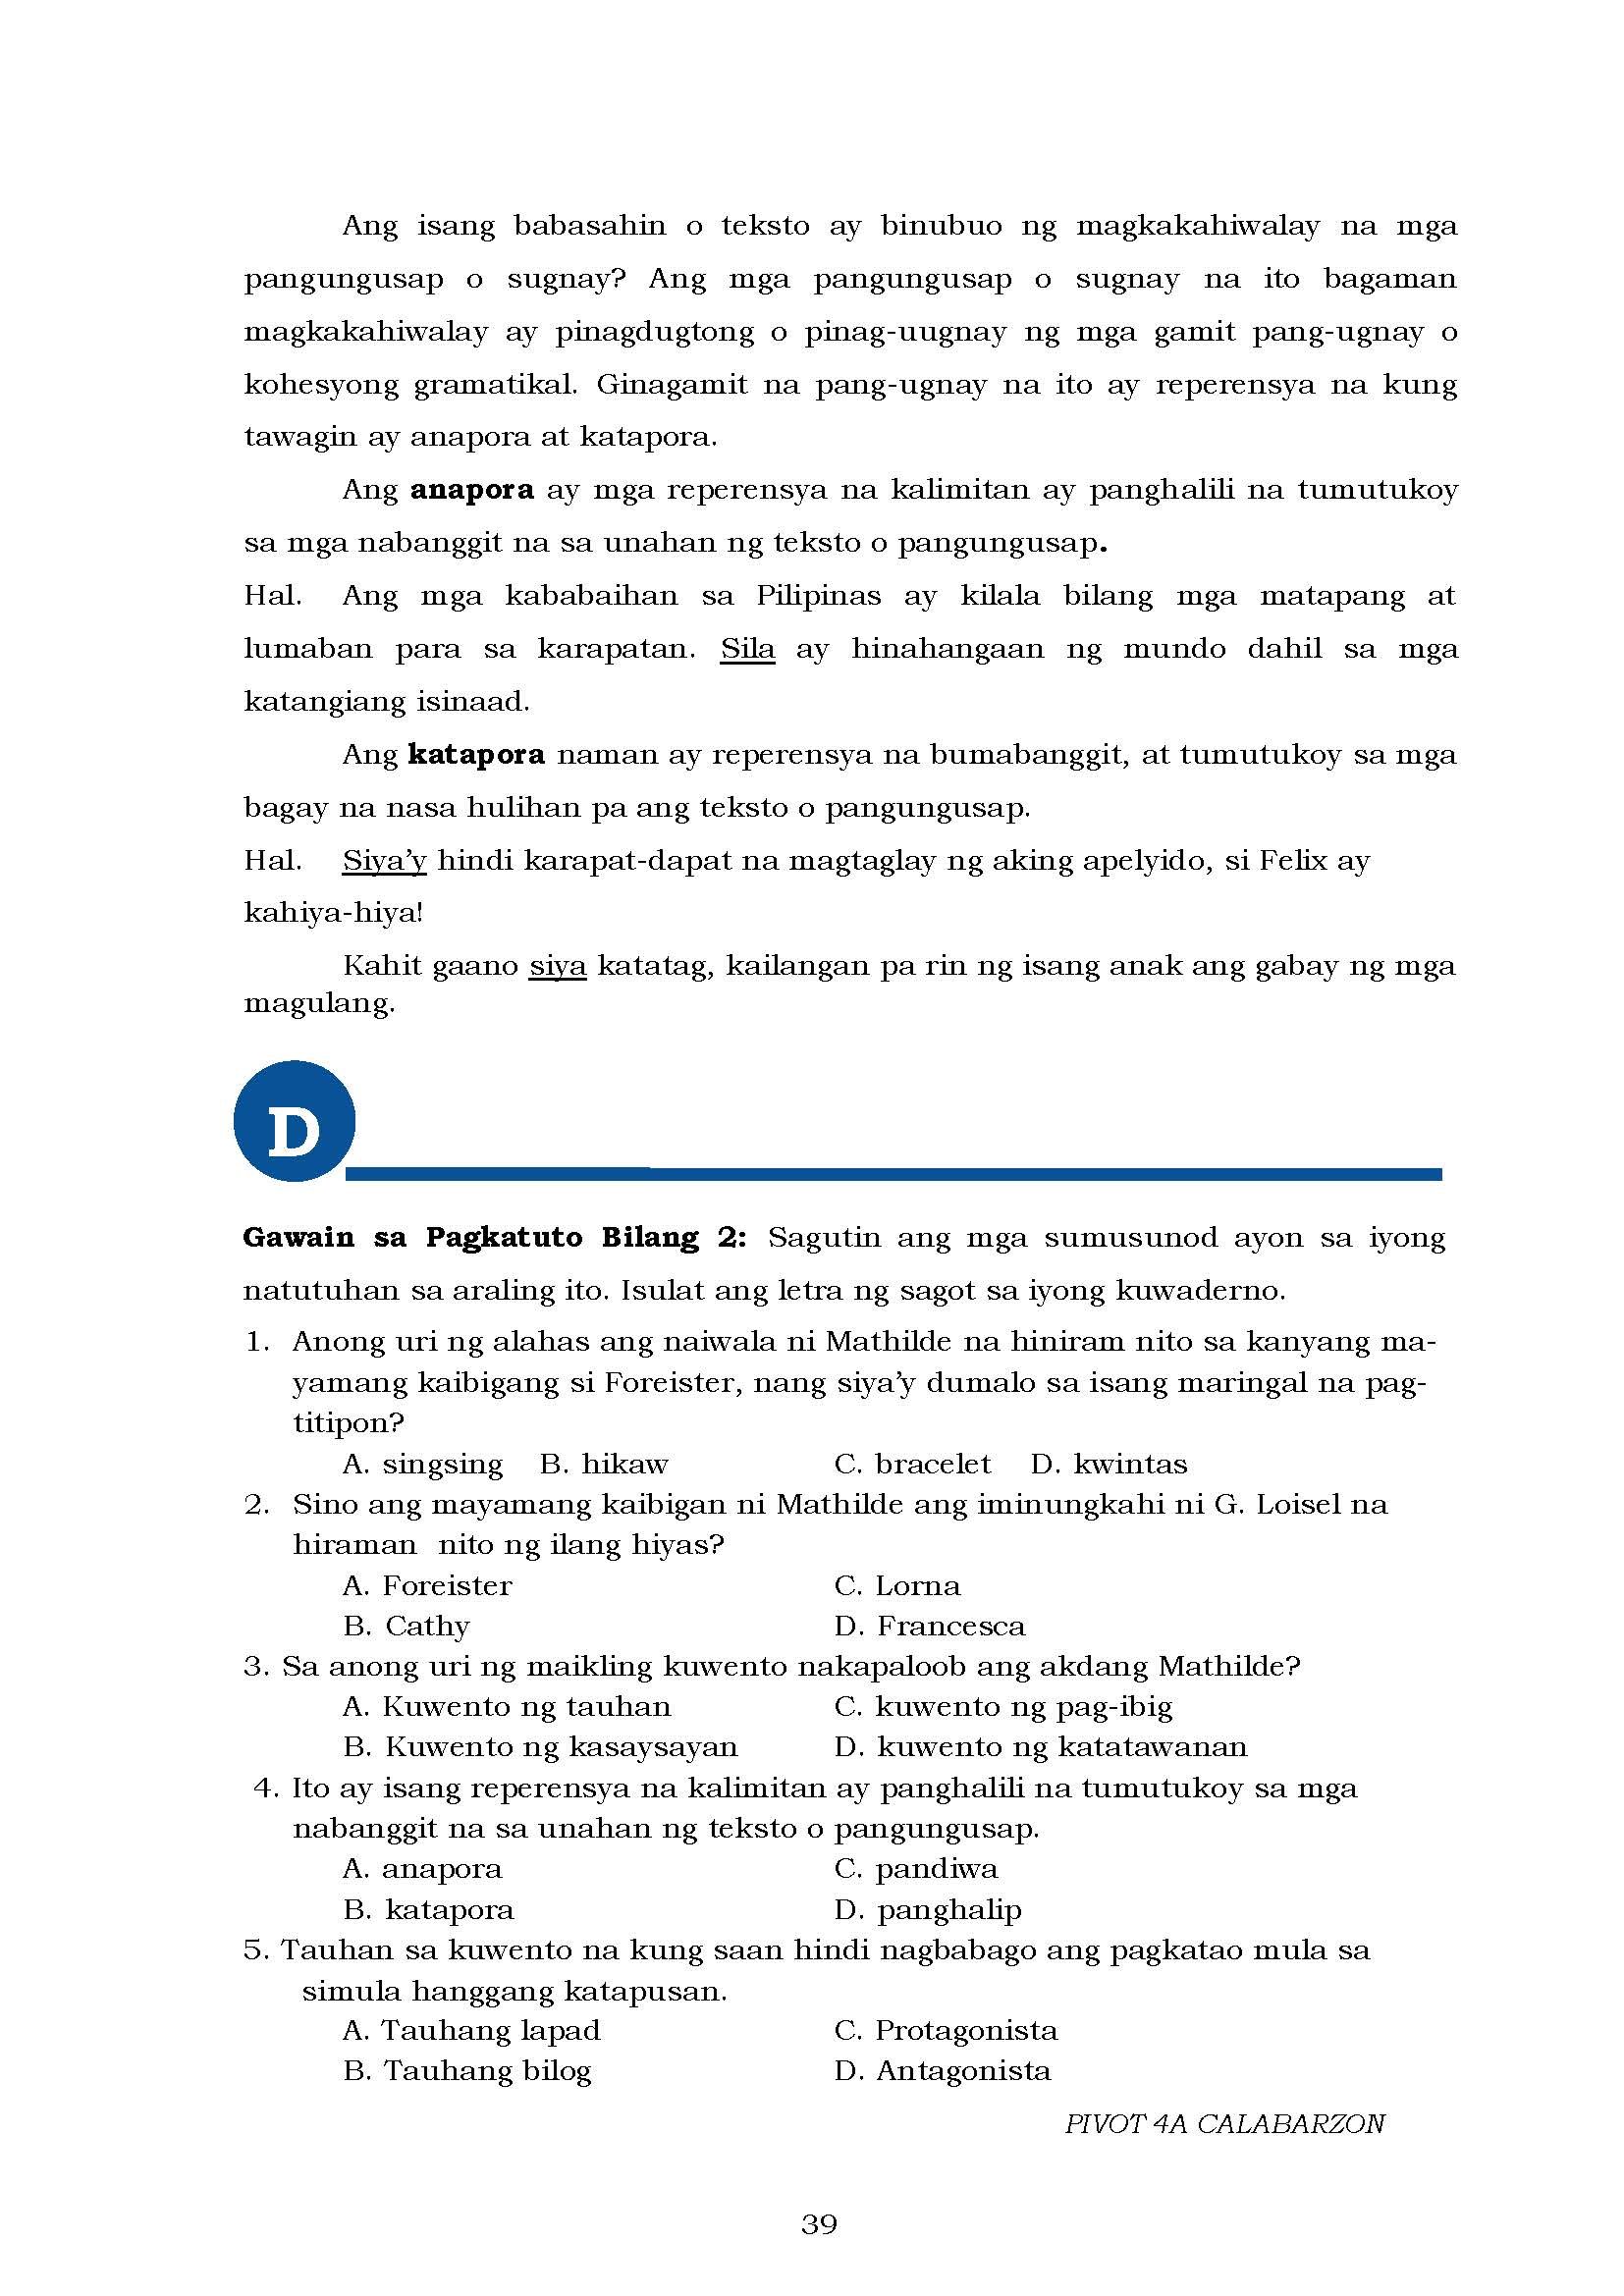 Ang isang babasahin o teksto ay binubuo ng magkakahiwalay na mga
pangungusap o sugnay? Ang mga pangungusap o sugnay na ito bagaman
magkakahiwalay ay pinagdugtong o pinag-uugnay ng mga gamit pang-ugnay o
kohesyong gramatikal. Ginagamit na pang-ugnay na ito ay reperensya na kung
tawagin ay anapora at katapora.
Ang anapora ay mga reperensya na kalimitan ay panghalili na tumutukoy
sa mga nabanggit na sa unahan ng teksto o pangungusap.
Hal. Ang mga kababaihan sa Pilipinas ay kilala bilang mga matapang at
lumaban para sa karapatan. Sila ay hinahangaan ng mundo dahil sa mga
katangiang isinaad.
Ang katapora naman ay reperensya na bumabanggit, at tumutukoy sa mga
bagay na nasa hulihan pa ang teksto o pangungusap.
Hal. Siya’y hindi karapat-dapat na magtaglay ng aking apelyido, si Felix ay
kahiya-hiya!
Kahit gaano siya katatag, kailangan pa rin ng isang anak ang gabay ng mga
magulang.
D
Gawain sa Pagkatuto Bilang 2: Sagutin ang mga sumusunod ayon sa iyong
natutuhan sa araling ito. Isulat ang letra ng sagot sa iyong kuwaderno.
1. Anong uri ng alahas ang naiwala ni Mathilde na hiniram nito sa kanyang ma-
yamang kaibigang si Foreister, nang siya’y dumalo sa isang maringal na pag-
titipon?
A. singsing B. hikaw C. bracelet D. kwintas
2. Sino ang mayamang kaibigan ni Mathilde ang iminungkahi ni G. Loisel na
hiraman nito ng ilang hiyas?
A. Foreister C. Lorna
B. Cathy D. Francesca
3. Sa anong uri ng maikling kuwento nakapaloob ang akdang Mathilde?
A. Kuwento ng tauhan C. kuwento ng pag-ibig
B. Kuwento ng kasaysayan D. kuwento ng katatawanan
4. Ito ay isang reperensya na kalimitan ay panghalili na tumutukoy sa mga
nabanggit na sa unahan ng teksto o pangungusap.
A. anapora C. pandiwa
B. katapora D. panghalip
5. Tauhan sa kuwento na kung saan hindi nagbabago ang pagkatao mula sa
simula hanggang katapusan.
A. Tauhang lapad C. Protagonista
B. Tauhang bilog D. Antagonista
PIVOT 4A CALABARZON
39